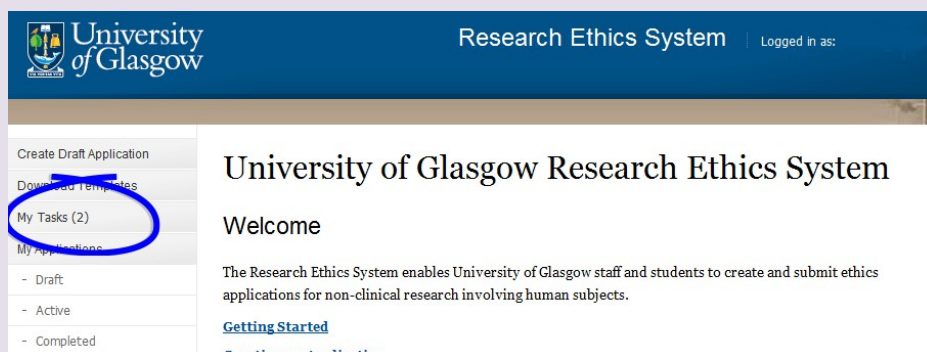 University
of Glasgow
Research Ethics System
Logged in as:
Create Draft Application
Download Templates
My Tasks (2)
My Applications
- Draft
- Active
- Completed
University of Glasgow Research Ethics System
Welcome
The Research Ethics System enables University of Glasgow staff and students to create and submit ethics
applications for non-clinical research involving human subjects.
Getting Started